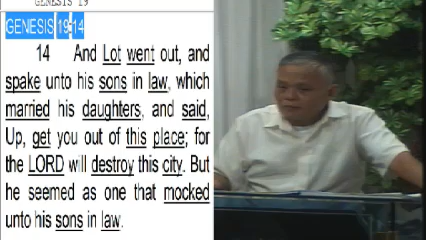 GENESIS 19
GENESIS 19:14
14 And Lot went out, and
spake unto his sons in law, which
married his daughters, and said,
Up, get you out of this place; for
the LORD will destroy this city. But
he seemed as one that mocked
unto his sons in law.